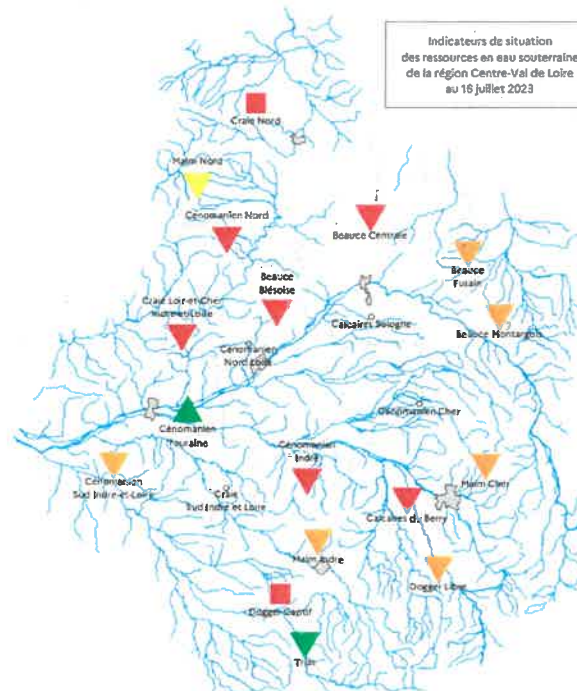 Indicateurs de situation
des ressources en eau souterraine
de la région Centre-Val de Loire
au 16 juillet 2023
Craie Nord
Malm Nord
Cénomanien Nord
Beauce Centrale
Beauce
Fusain
Beauce
Blésoise
Craie Loir-et-Cher
Indre-et-Loire
Calcaires Sologne
Beauce Montargois
Cénomanien
Nord Loire
Cénomanien Cher
Cénomanien
Touraine
Cénomanien
Indre
Cénomanien
Sud Indre-et-Loire
Craie
Sud Indre et Loire
Malm Cher
Calcaires du Berry
Malm Indre
Dogger Libre
Dogger Captif
Trias